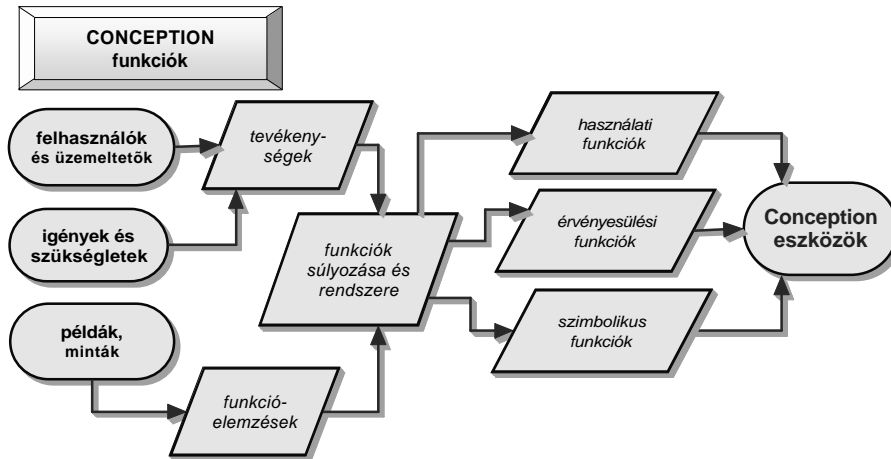 CONCEPTION
funkciók
felhasználók
és üzemeltetők
tevékeny-
ségek
igények és
szükségletek
példák,
minták
funkció-
elemzések
funkciók
súlyozása és
rendszere
használati
funkciók
érvényesülési
funkciók
szimbolikus
funkciók
Conception
eszközök